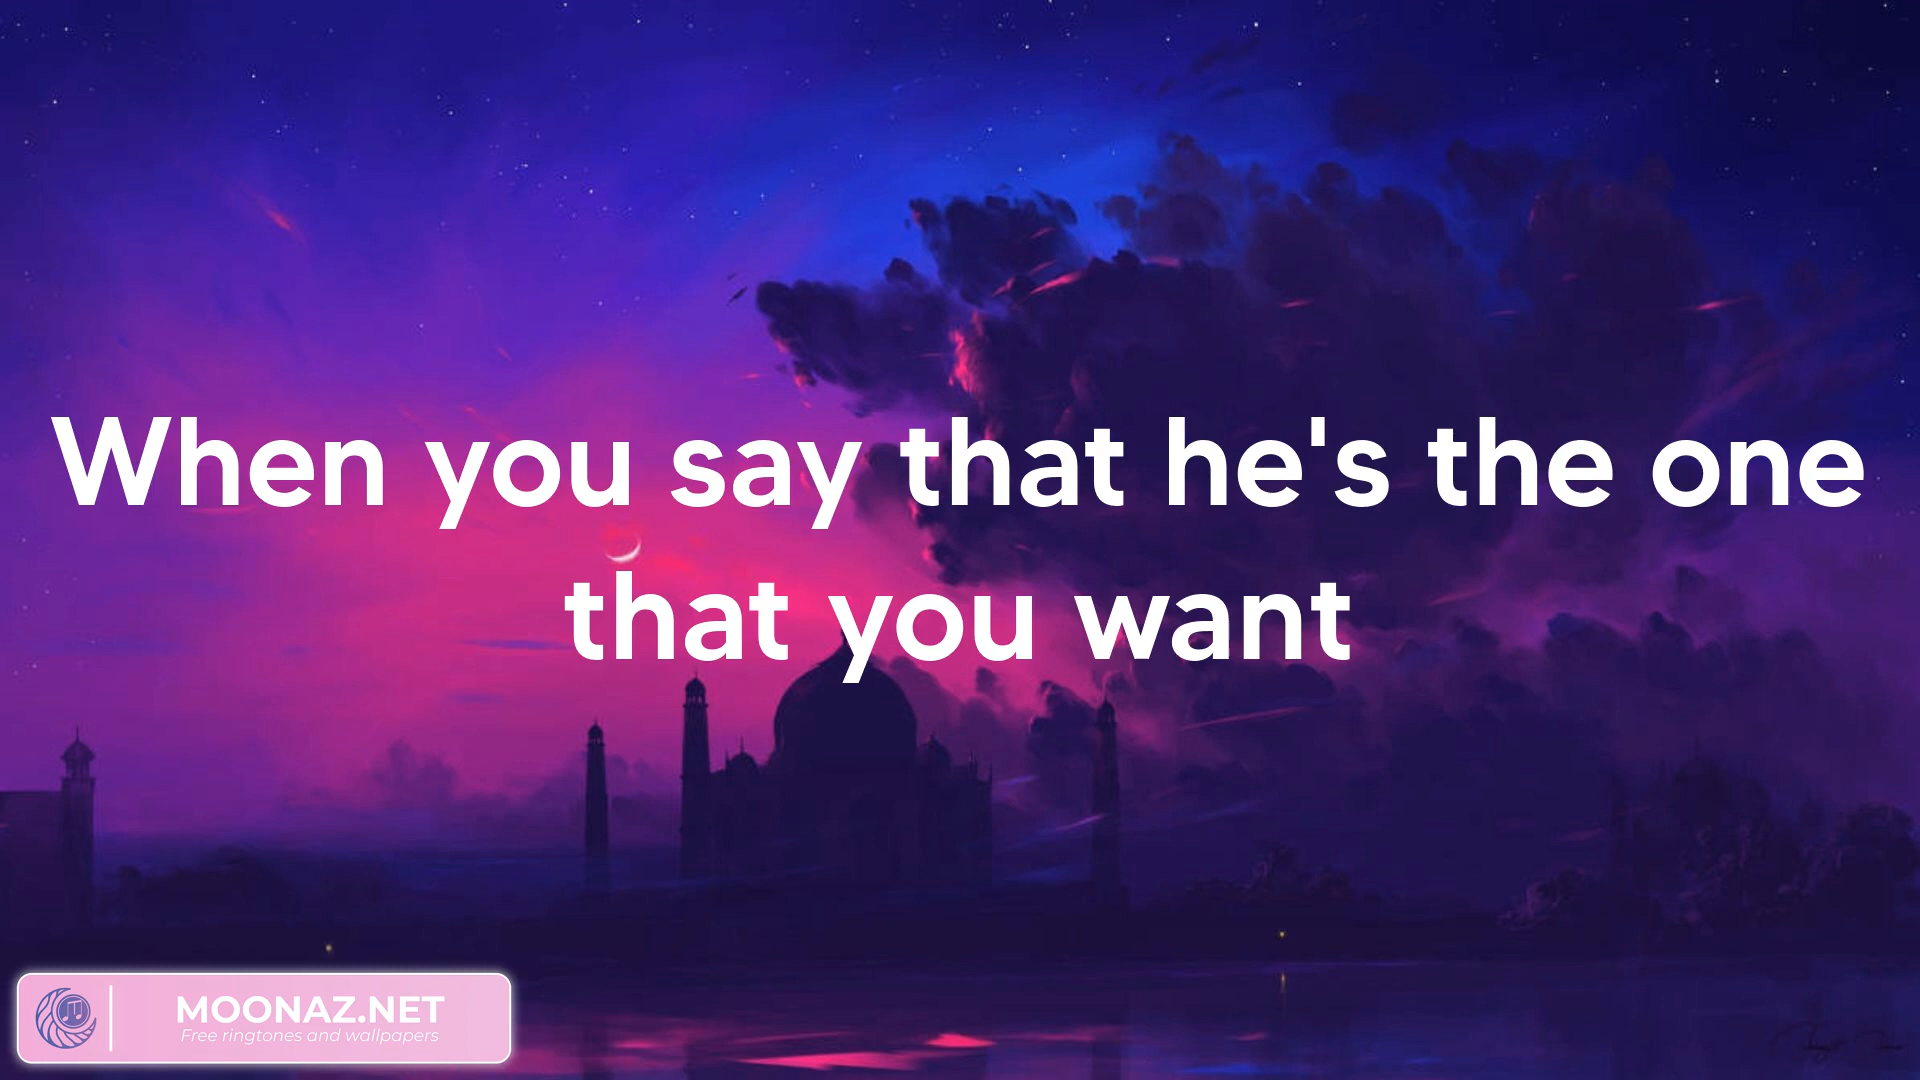 When you say that he's the one
that you want
MOONAZ.NET
Free ringtones and wallpapers